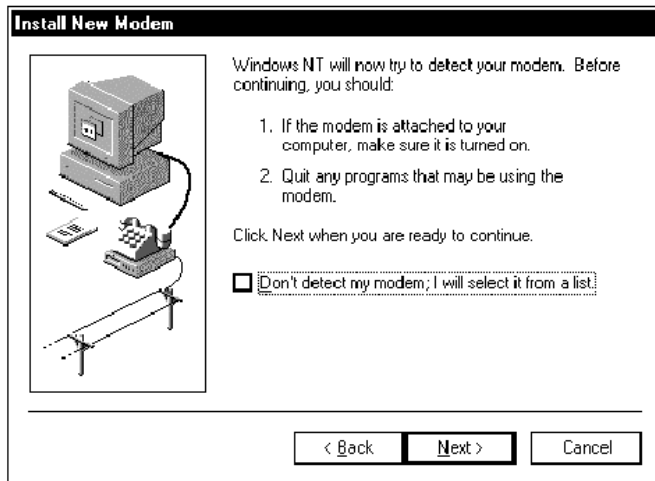 Install New Modem
Windows NT will now try to detect your modem. Before
continuing, you should:
1. If the modem is attached to your
computer, make sure it is turned on.
2. Quit any programs that may be using the
modem.
Click Next when you are ready to continue.
Don't detect my modem; I will select it from a list.
< Back
Next >
Cancel